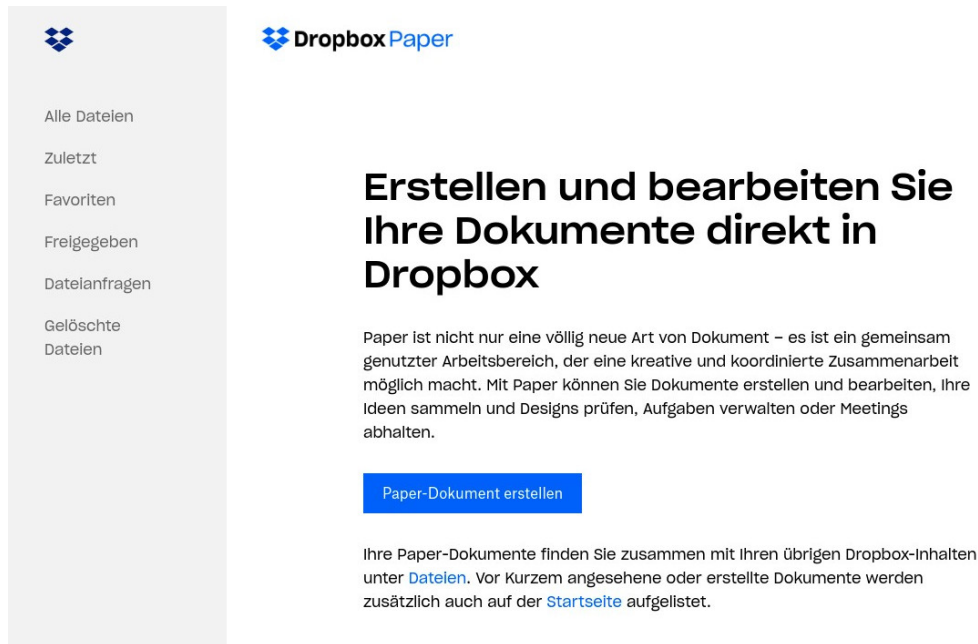 Dropbox Paper
Alle Dateien
Zuletzt
Favoriten
Freigegeben
Dateianfragen
Gelöschte
Dateien
Erstellen und bearbeiten Sie
Ihre Dokumente direkt in
Dropbox
Paper ist nicht nur eine völlig neue Art von Dokument – es ist ein gemeinsam
genutzter Arbeitsbereich, der eine kreative und koordinierte Zusammenarbeit
möglich macht. Mit Paper können Sie Dokumente erstellen und bearbeiten, Ihre
Ideen sammeln und Designs prüfen, Aufgaben verwalten oder Meetings
abhalten.
Paper-Dokument erstellen
Ihre Paper-Dokumente finden Sie zusammen mit Ihren übrigen Dropbox-Inhalten
unter Dateien. Vor Kurzem angesehene oder erstellte Dokumente werden
zusätzlich auch auf der Startseite aufgelistet.